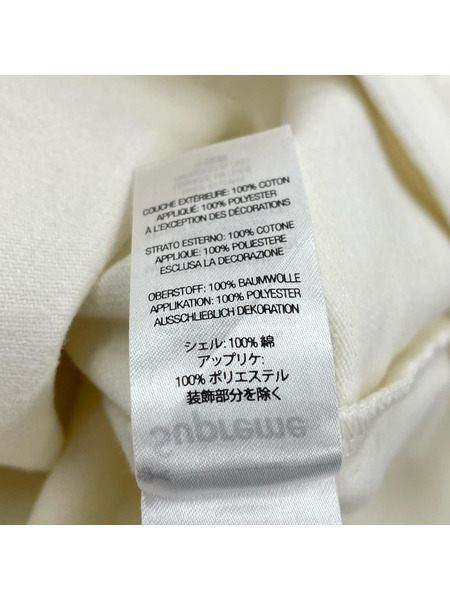 COUCHE EXTÉRIEURE: 100% COTON
APPLIQUÉ: 100% POLYESTER
À L'EXCEPTION DES DÉCORATIONS
STRATO ESTERNO: 100% COTONE
APPLIQUE: 100% POLIESTERE
ESCLUSA LA DECORAZIONE
OBERSTOFF: 100% BAUMWOLLE
APPLIKATION: 100% POLYESTER
AUSSCHLIEBLICH DEKORATION
シェル: 100% 綿
アップリケ:
100% ポリエステル
装飾部分を除く
Supreme